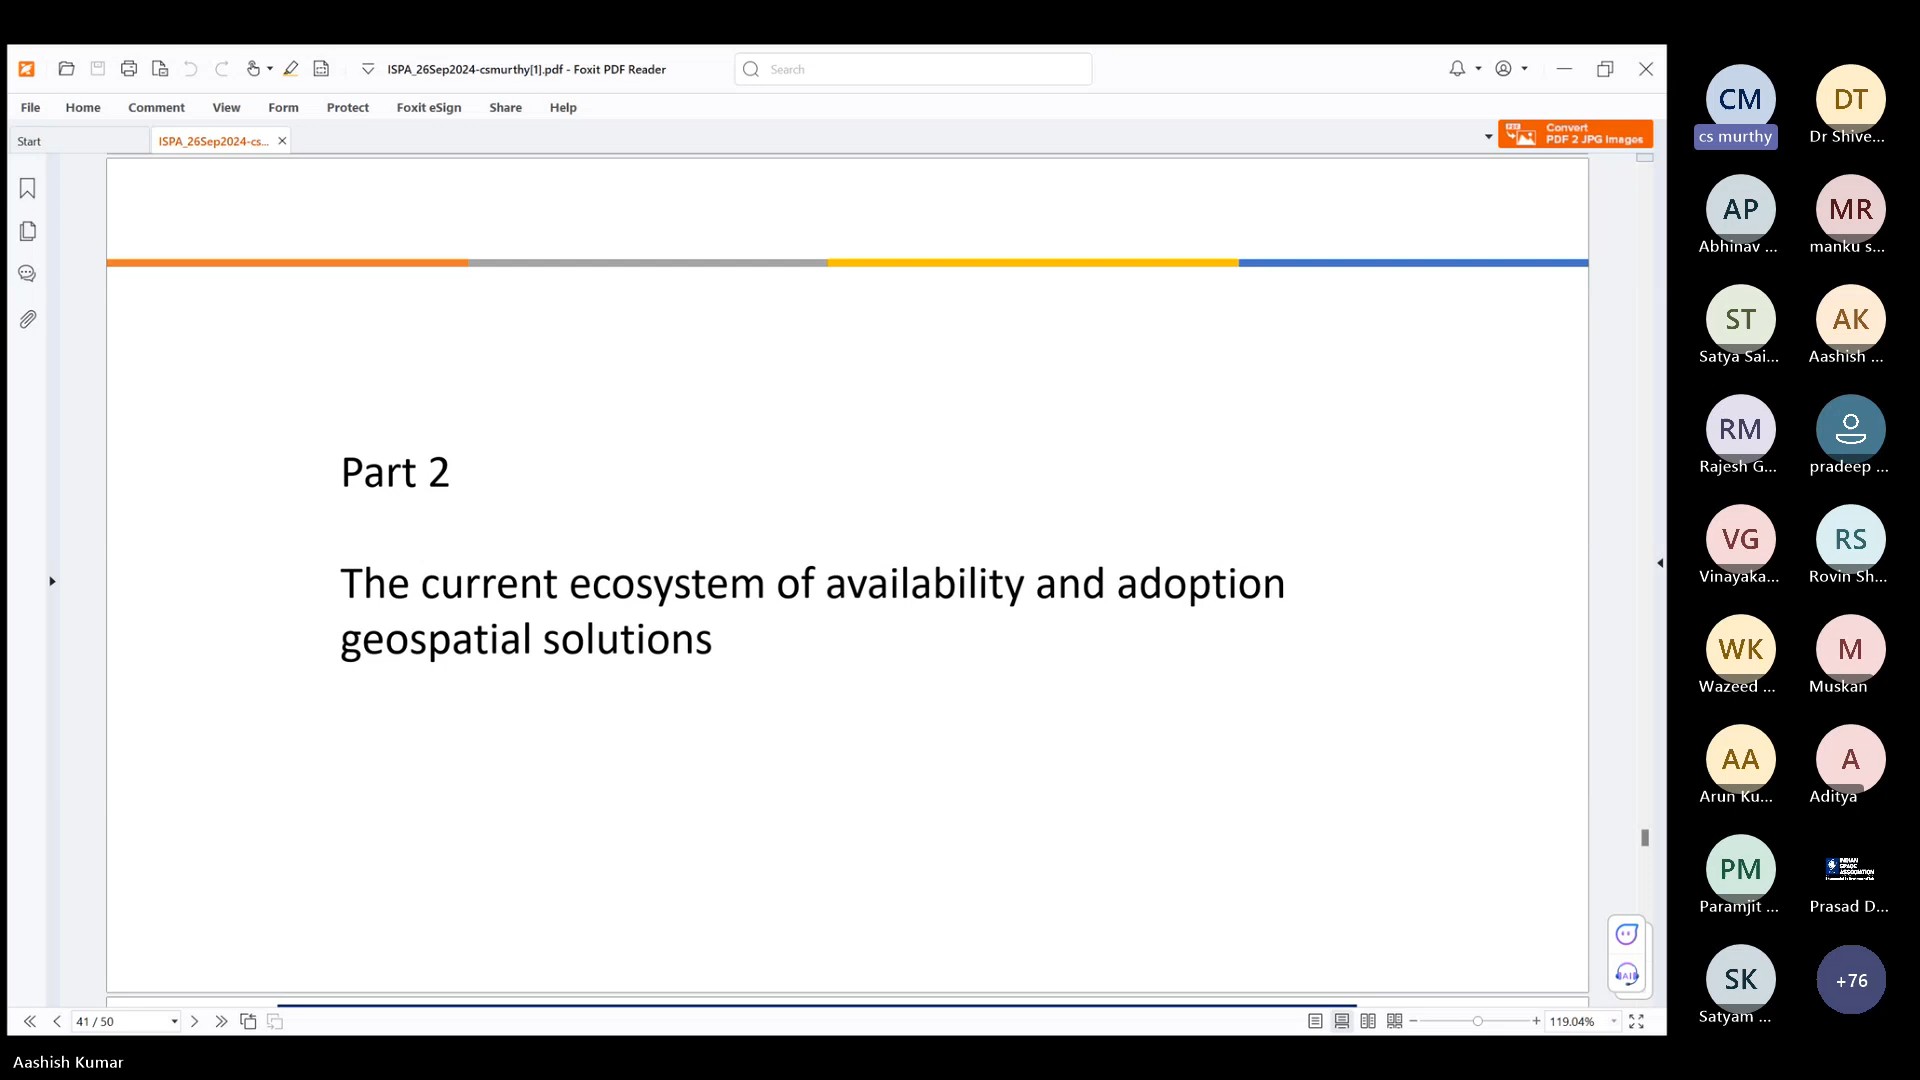 ISPA_26Sep2024-csmurthy[1].pdf - Foxit PDF Reader
Search
File Home Comment View Form Protect Foxit eSign Share Help
Start
ISPA_26Sep2024-cs...
Convert
PDF 2 JPG Images
Part 2
The current ecosystem of availability and adoption
geospatial solutions
41 / 50
119.04%
CM
cs murthy
DT
Dr Shive...
AP
Abhinav ...
MR
manku s...
ST
Satya Sai...
AK
Aashish ...
RM
Rajesh G...
pradeep ...
VG
Vinayaka...
RS
Rovin Sh...
WK
Wazeed ...
M
Muskan
AA
Arun Ku...
A
Aditya
PM
Paramjit ...
INDIAN
SPACE
ASSOCIATION
Prasad D...
SK
Satyam ...
+76
Aashish Kumar